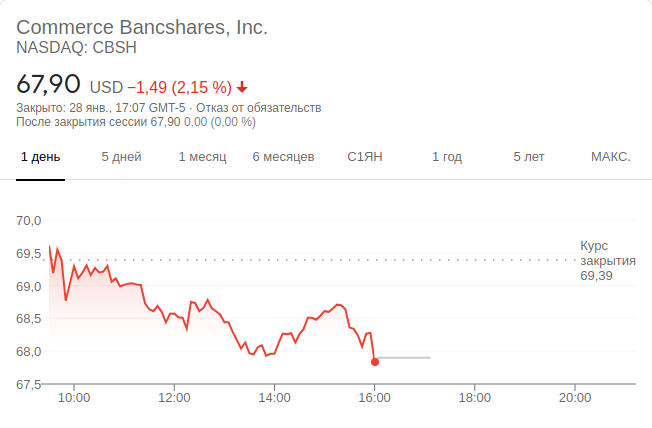 Commerce Bancshares, Inc.
NASDAQ: CBSH
67,90 USD −1,49 (2,15 %)
Закрыто: 28 янв., 17:07 GMT-5 · Отказ от обязательств
После закрытия сессии 67,90 0,00 (0,00 %)
1 день 5 дней 1 месяц 6 месяцев С1ЯН 1 год 5 лет МАКС.
70,0
69,5
69,0
68,5
68,0
67,5
Курс
закрытия
69,39
10:00 12:00 14:00 16:00 18:00 20:00